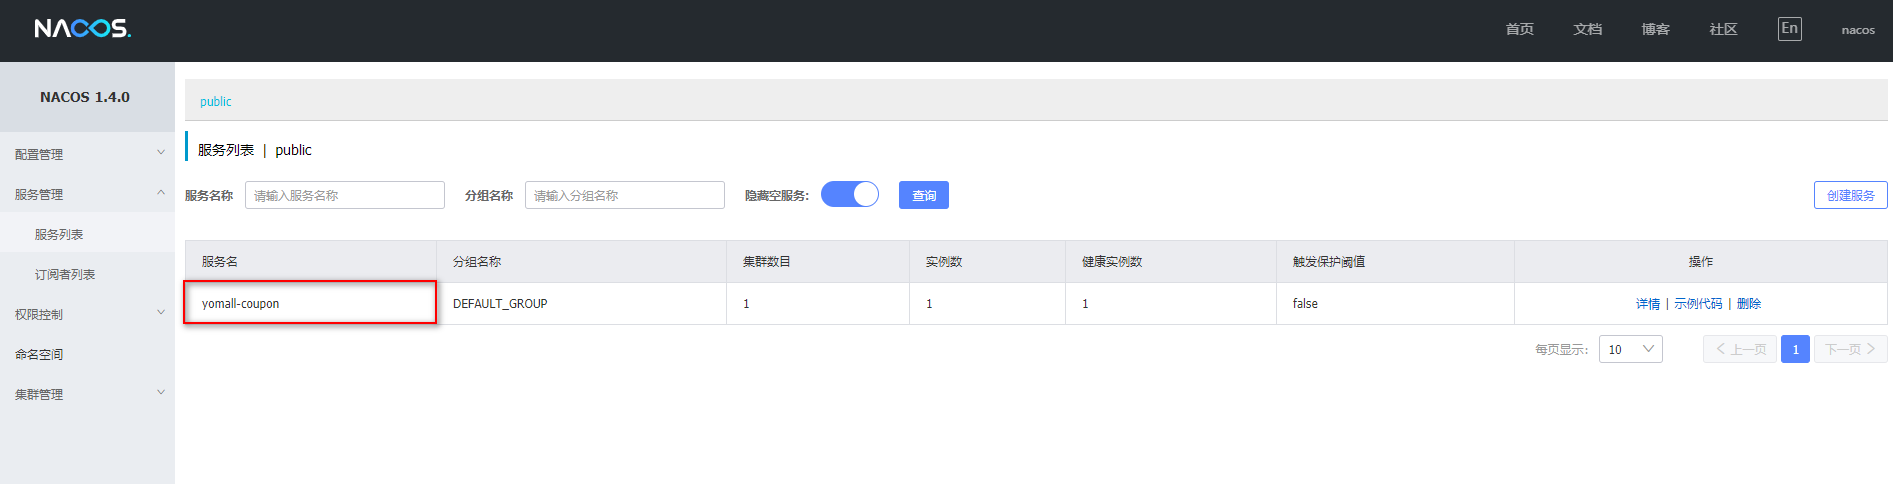 NACOS.
首页 文档 博客 社区 En nacos
NACOS 1.4.0
配置管理
服务管理
服务列表
订阅者列表
权限控制
命名空间
集群管理
public
服务列表 | public
服务名称 请输入服务名称 分组名称 请输入分组名称 隐藏空服务: 查询 创建服务
服务名 分组名称 集群数目 实例数 健康实例数 触发保护阈值 操作
yomall-coupon DEFAULT_GROUP 1 1 1 false 详情 | 示例代码 | 删除
每页显示: 10 上一页 1 下一页